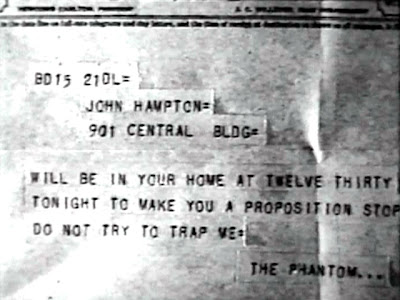 BD15 21DL=
JOHN HAMPTON=
901 CENTRAL BLDG=
WILL BE IN YOUR HOME AT TWELVE THIRTY
TONIGHT TO MAKE YOU A PROPOSITION STOP
DO NOT TRY TO TRAP ME=
THE PHANTOM...